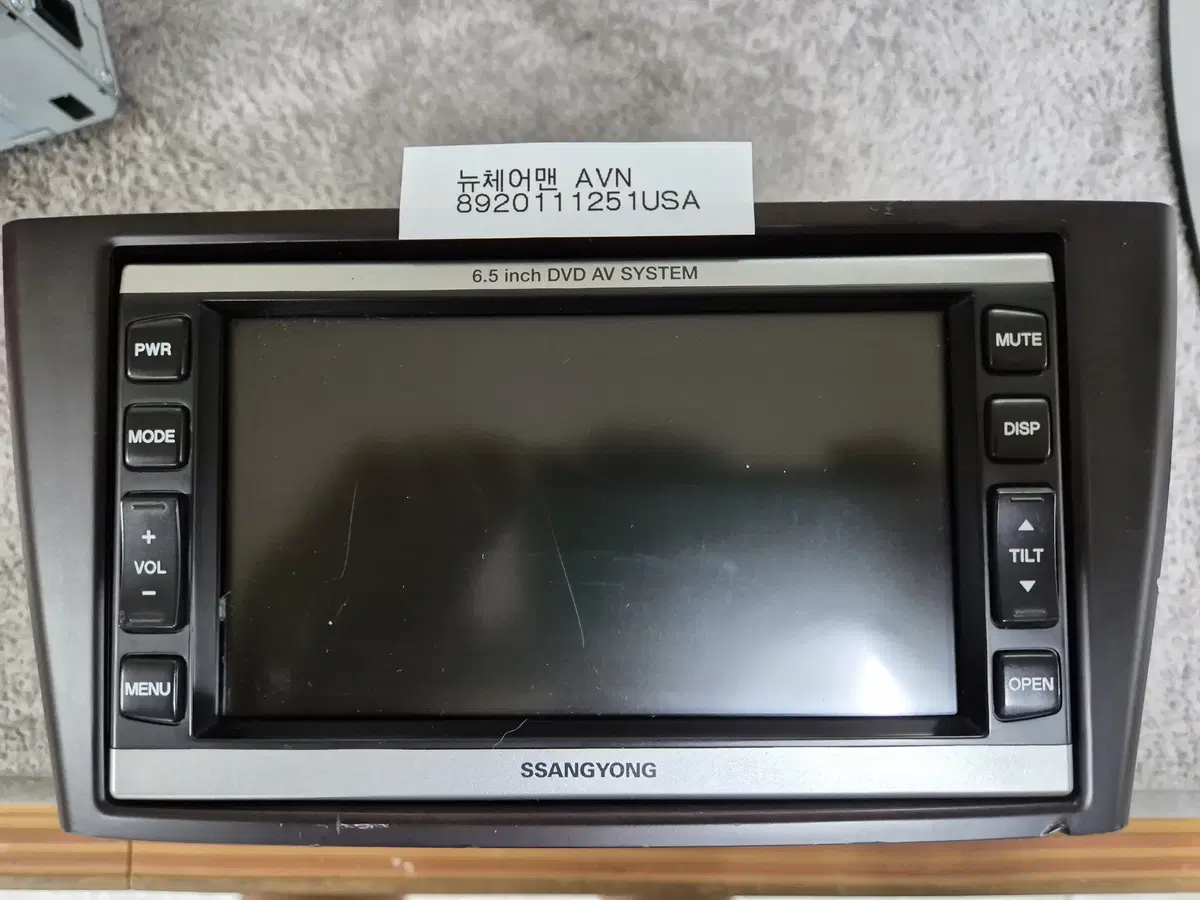 뉴체어맨 AVN
8920111251USA
6.5 inch DVD AV SYSTEM
PWR
MUTE
MODE
DISP
+
VOL
-
▲
TILT
▼
MENU
OPEN
SSANGYONG